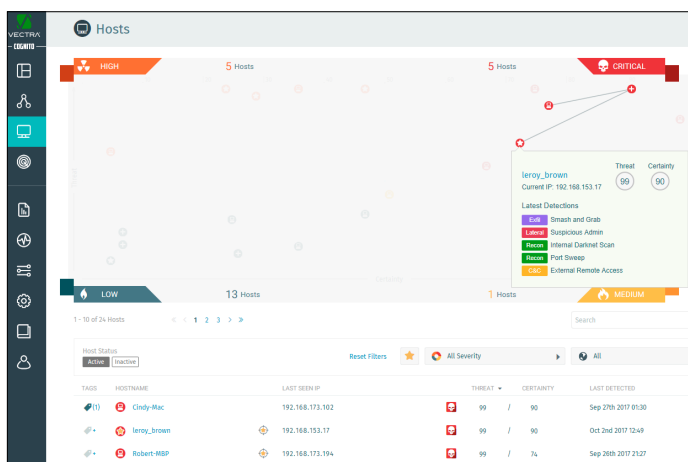 VECTRA
COGNITO
Hosts
HIGH
5 Hosts
5 Hosts
CRITICAL
leroy_brown
Current IP: 192.168.153.17
Threat
99
Certainty
90
Latest Detections
Exfil Smash and Grab
Lateral Suspicious Admin
Recon Internal Darknet Scan
Recon Port Sweep
C&C External Remote Access
LOW
13 Hosts
1 Hosts
MEDIUM
1 - 10 of 24 Hosts
« ‹ 1 2 3 > »
Search
Host Status
Active Inactive
Reset Filters
All Severity
All
TAGS HOSTNAME LAST SEEN IP THREAT CERTAINTY LAST DETECTED
(1) Cindy-Mac 192.168.173.102 99 / 90 Sep 27th 2017 01:30
+ leroy_brown 192.168.153.17 99 / 90 Oct 2nd 2017 12:49
+ Robert-MBP 192.168.173.194 99 / 74 Sep 26th 2017 21:27